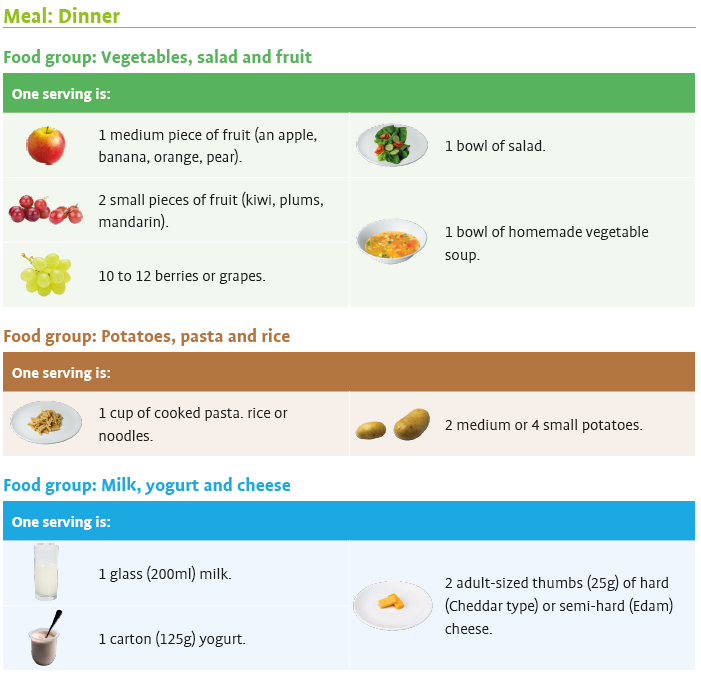 Meal: Dinner
Food group: Vegetables, salad and fruit
One serving is:
1 medium piece of fruit (an apple,
banana, orange, pear).
2 small pieces of fruit (kiwi, plums,
mandarin).
10 to 12 berries or grapes.
1 bowl of salad.
1 bowl of homemade vegetable
soup.
Food group: Potatoes, pasta and rice
One serving is:
1 cup of cooked pasta. rice or
noodles.
2 medium or 4 small potatoes.
Food group: Milk, yogurt and cheese
One serving is:
1 glass (200ml) milk.
1 carton (125g) yogurt.
2 adult-sized thumbs (25g) of hard
(Cheddar type) or semi-hard (Edam)
cheese.